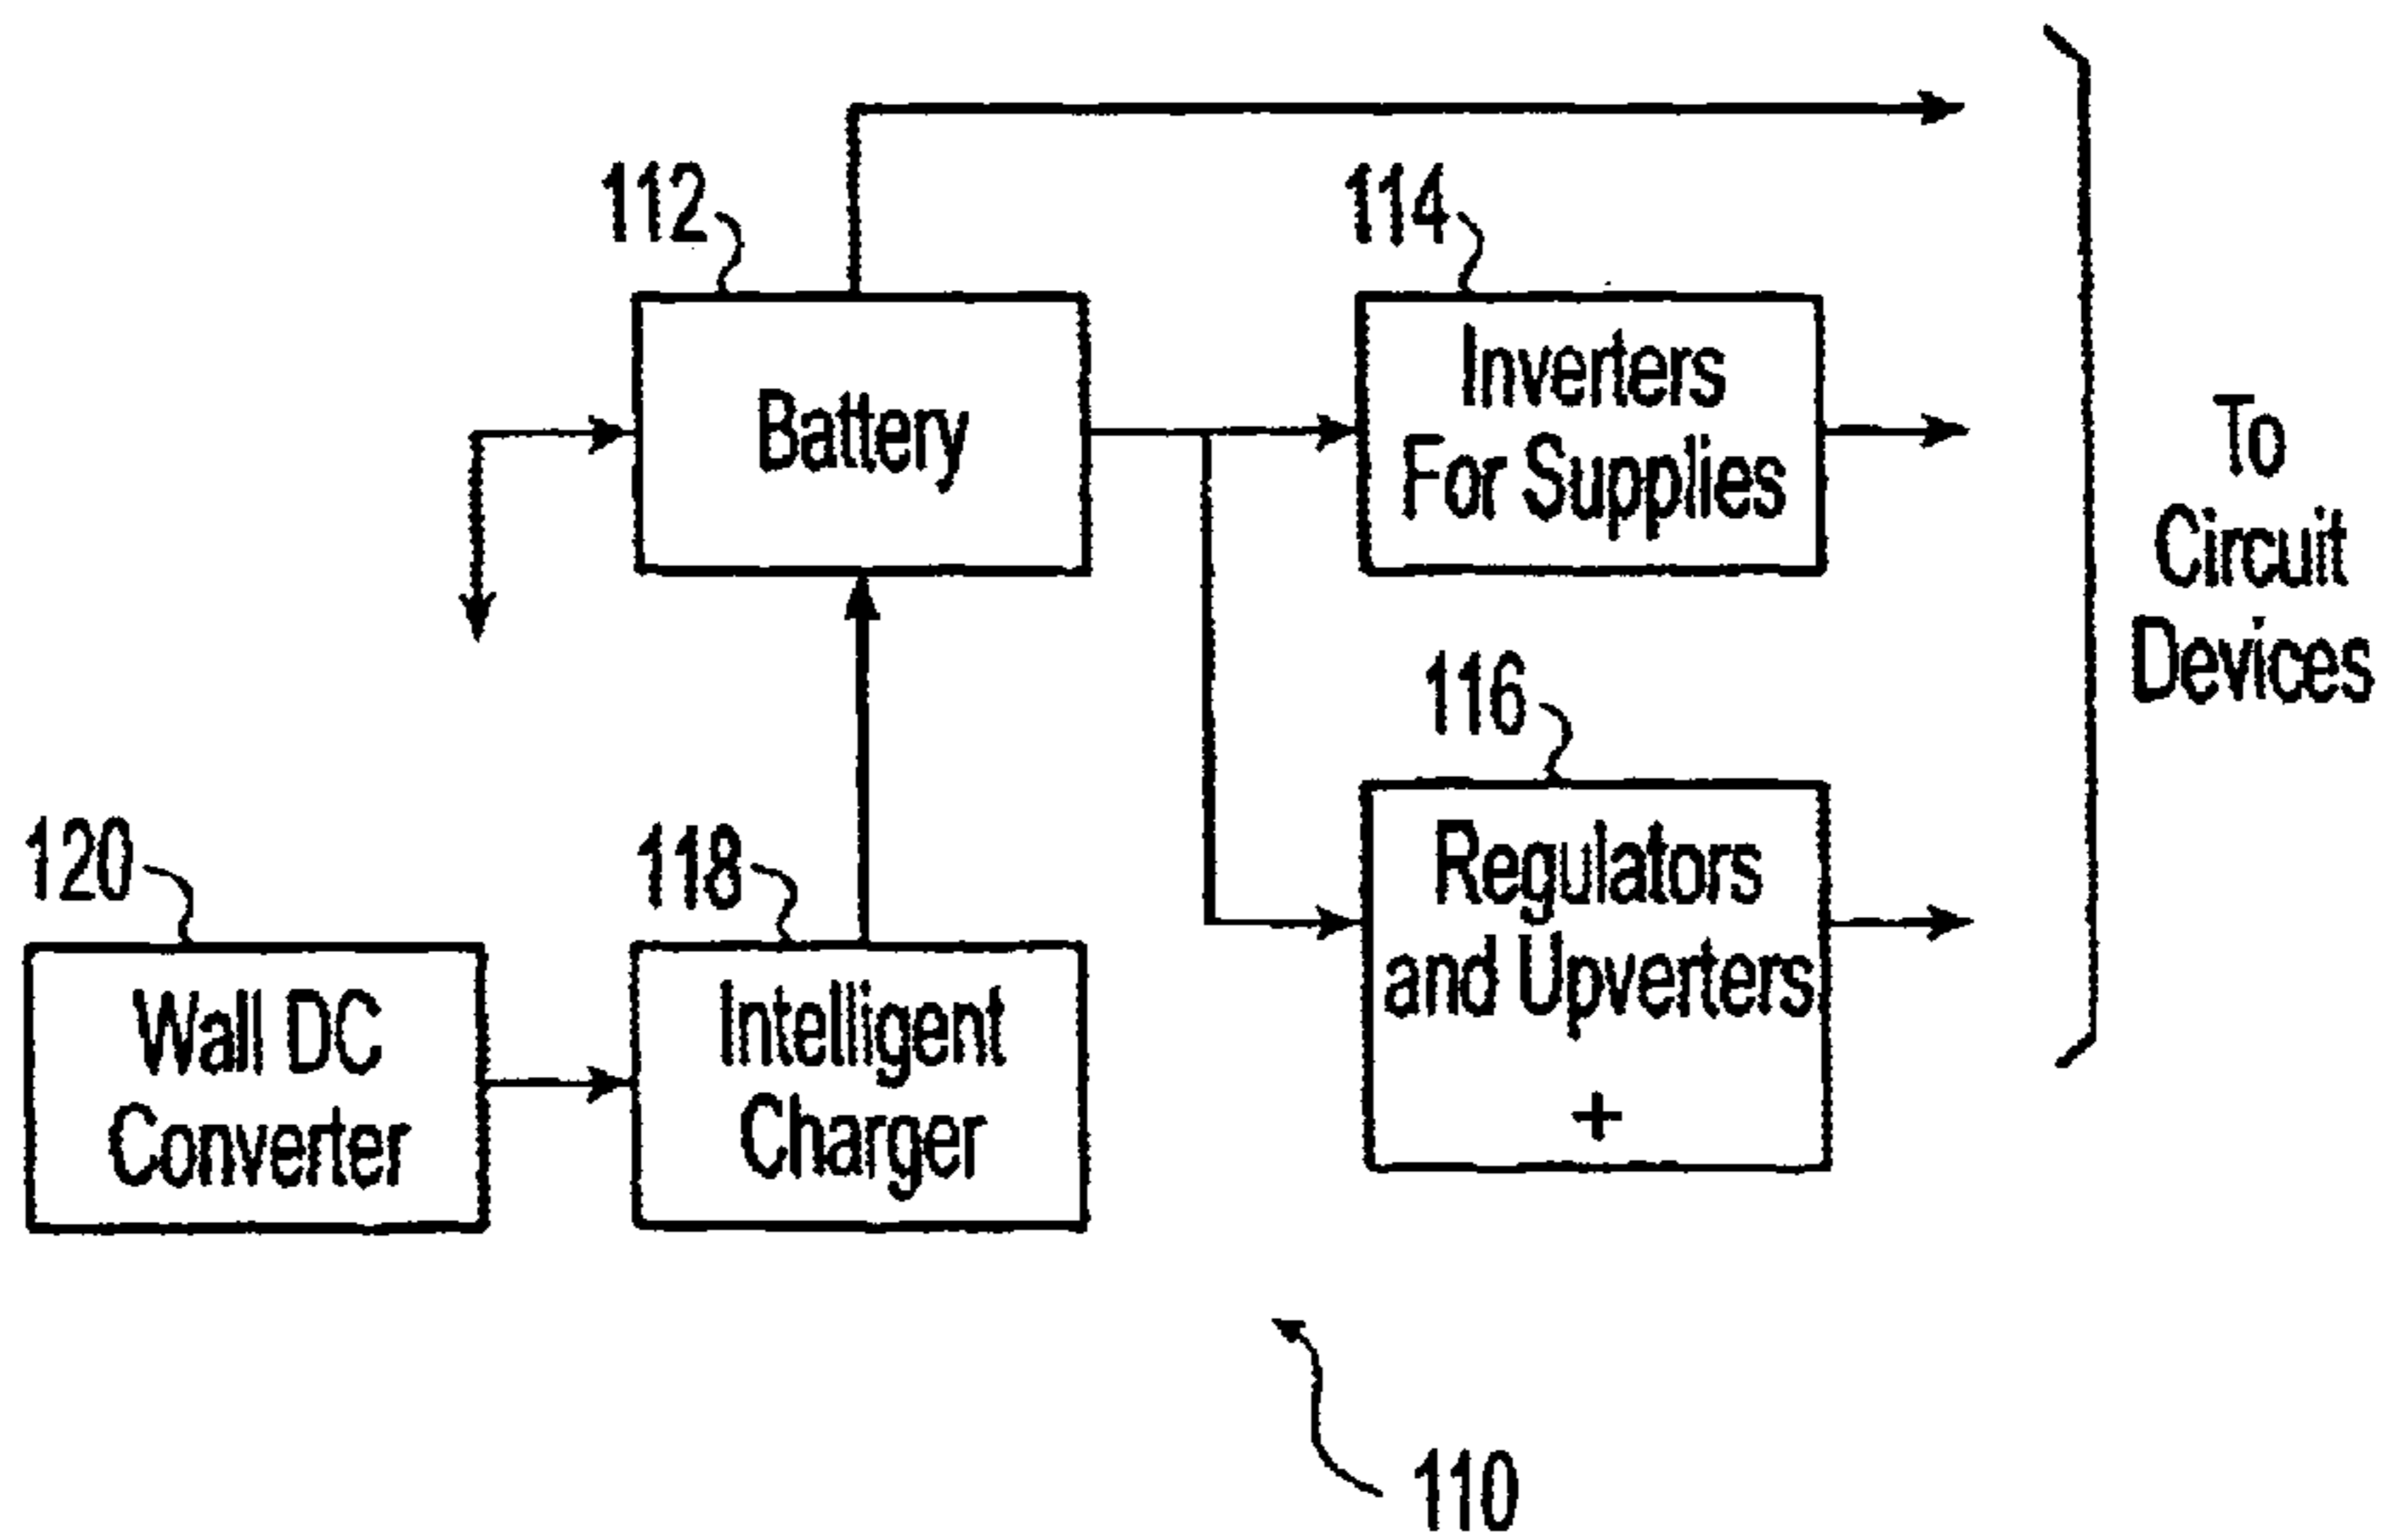 112
114
Battery
Inverters
For Supplies
To
Circuit
Devices
116
Regulators
and Upverters
+
120
118
Wall DC
Converter
Intelligent
Charger
110